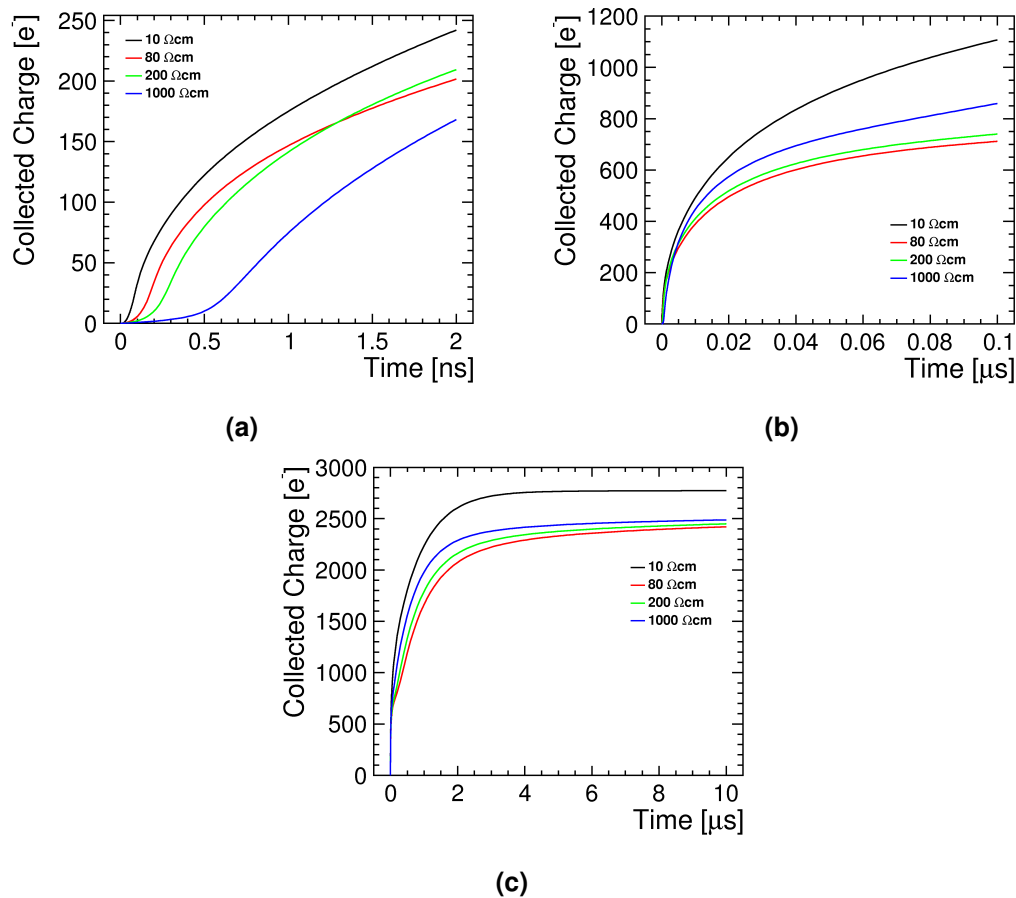 Collected Charge [e-]
250
200
150
100
50
0
10 Ωcm
80 Ωcm
200 Ωcm
1000 Ωcm
0 0.5 1 1.5 2
Time [ns]
(a)
Collected Charge [e-]
1200
1000
800
600
400
200
0
10 Ωcm
80 Ωcm
200 Ωcm
1000 Ωcm
0 0.02 0.04 0.06 0.08 0.1
Time [μs]
(b)
Collected Charge [e-]
3000
2500
2000
1500
1000
500
0
10 Ωcm
80 Ωcm
200 Ωcm
1000 Ωcm
0 2 4 6 8 10
Time [μs]
(c)